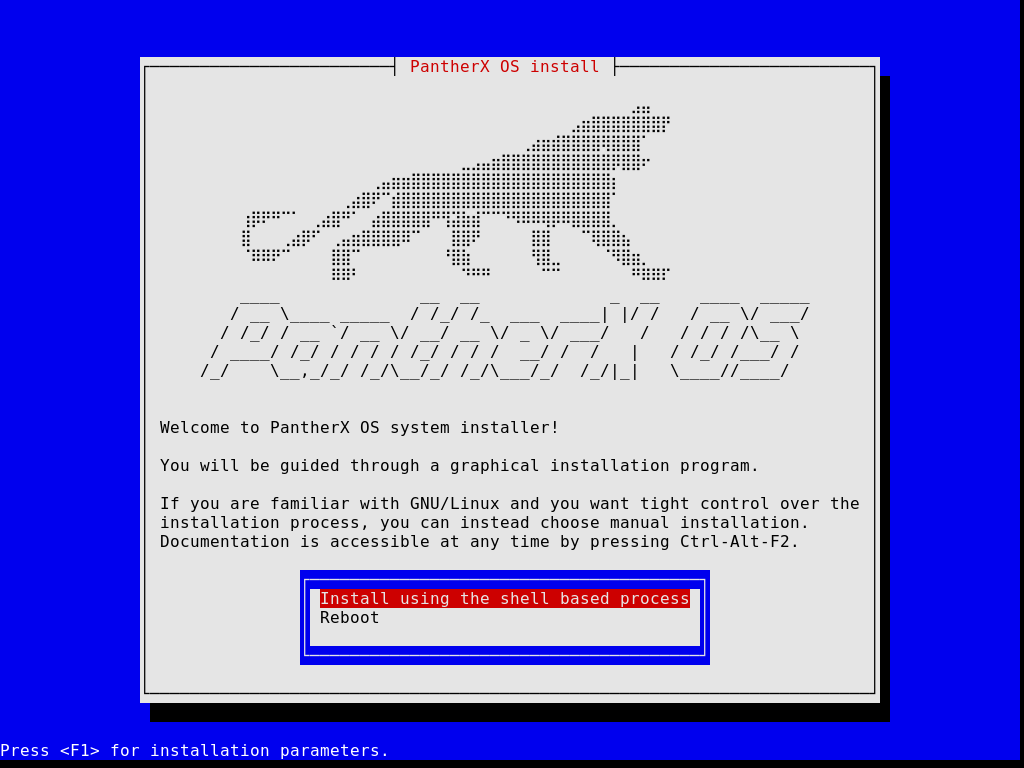 PantherX OS install
PantherX OS
Welcome to PantherX OS system installer!
You will be guided through a graphical installation program.
If you are familiar with GNU/Linux and you want tight control over the
installation process, you can instead choose manual installation.
Documentation is accessible at any time by pressing Ctrl-Alt-F2.
Install using the shell based process
Reboot
Press <F1> for installation parameters.